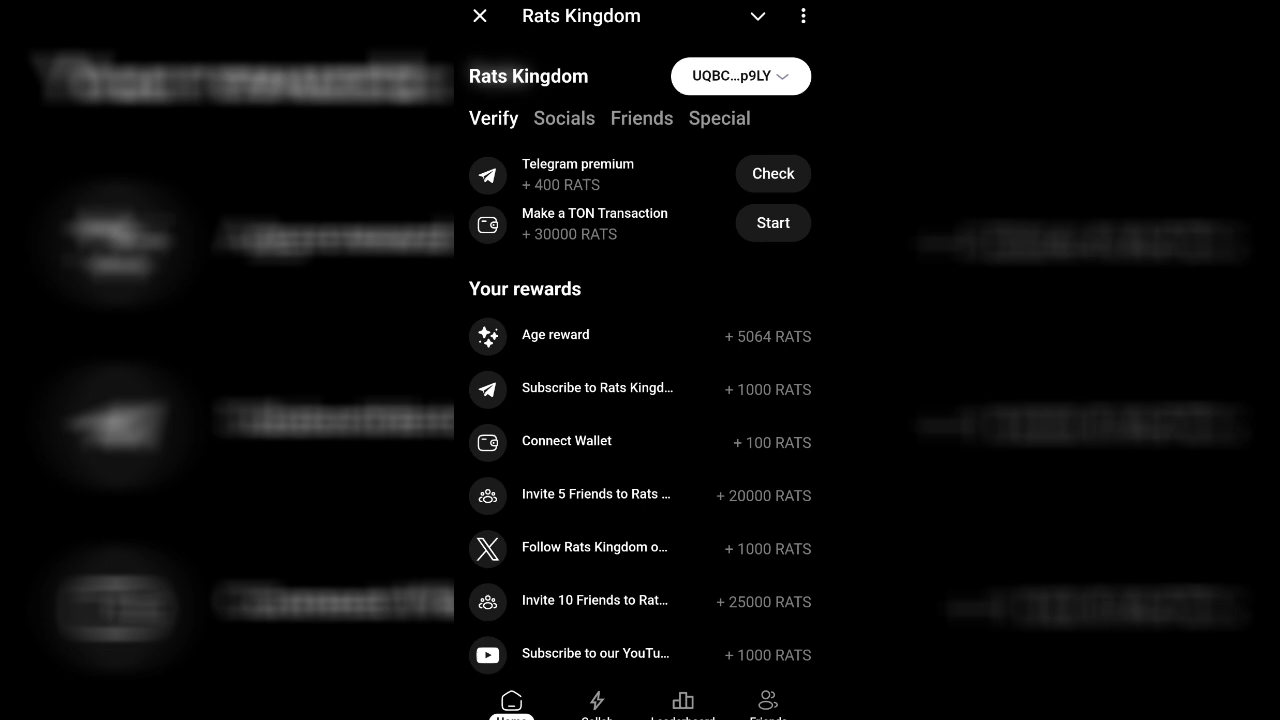 Rats Kingdom
Rats Kingdom
UQBC...p9LY
Verify Socials Friends Special
Telegram premium
+ 400 RATS
Check
Make a TON Transaction
+ 30000 RATS
Start
Your rewards
Age reward
+ 5064 RATS
Subscribe to Rats Kingd...
+ 1000 RATS
Connect Wallet
+ 100 RATS
Invite 5 Friends to Rats ...
+ 20000 RATS
Follow Rats Kingdom o...
+ 1000 RATS
Invite 10 Friends to Rat...
+ 25000 RATS
Subscribe to our YouTu...
+ 1000 RATS